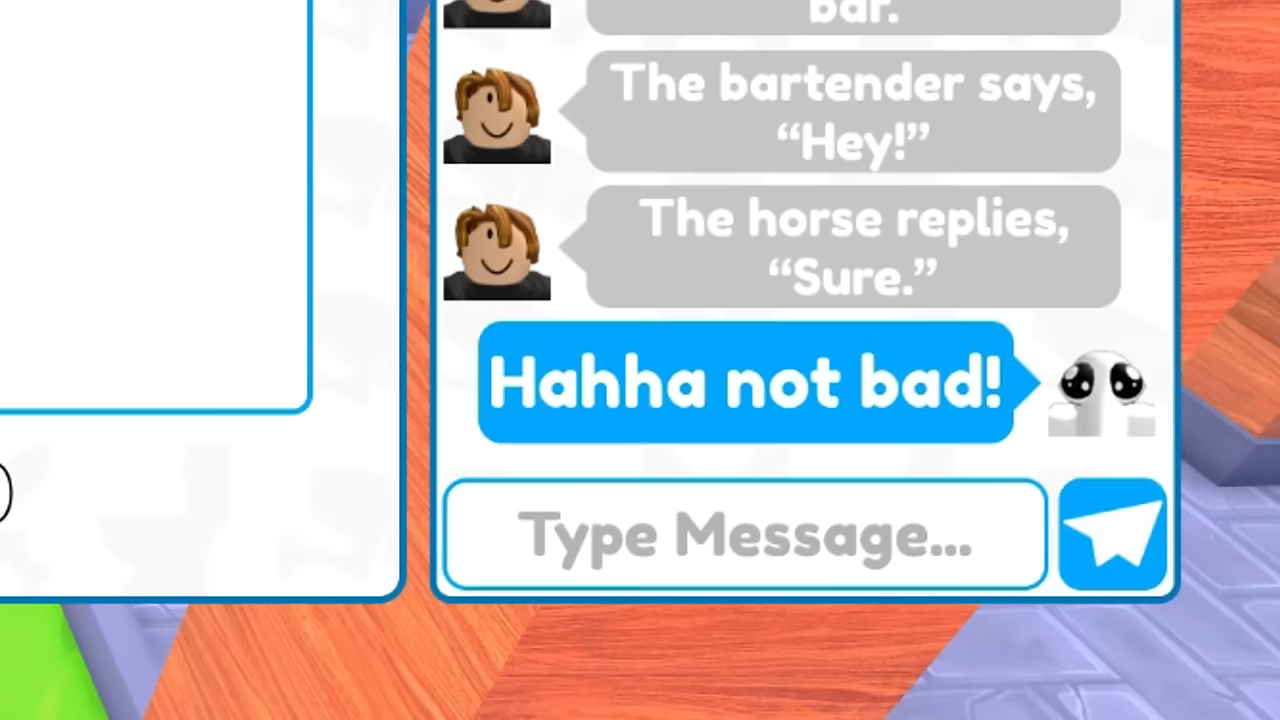 bar.
The bartender says,
“Hey!”
The horse replies,
“Sure.”
Hahha not bad!
Type Message...